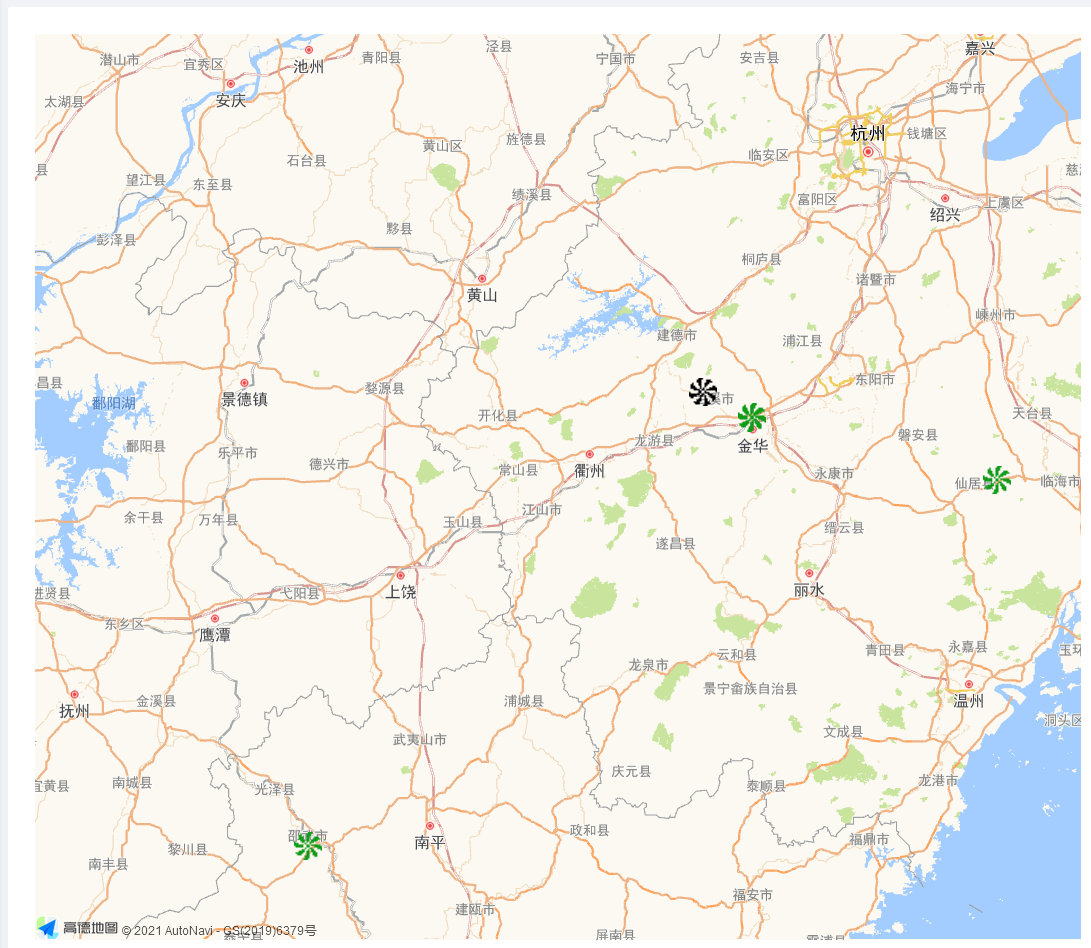 泾县
嘉兴
潜山市
宜秀区
池州
青阳县
宁国市
安吉县
太湖县
安庆
海宁市
石台县
黄山区
旌德县
临安区
杭州
钱塘区
县
望江县
东至县
绩溪县
富阳区
绍兴
上虞区
彭泽县
黟县
桐庐县
诸暨市
黄山
建德市
浦江县
嵊州市
昌县
景德镇
婺源县
溪市
东阳市
鄱阳湖
开化县
天台县
鄱阳县
乐平市
德兴市
常山县
衢州
龙游县
金华
磐安县
永康市
仙居
临海市
余干县
万年县
玉山县
江山市
缙云县
遂昌县
进贤县
弋阳县
上饶
丽水
东乡区
鹰潭
青田县
永嘉县
玉环
龙泉市
云和县
景宁畲族自治县
抚州
金溪县
浦城县
温州
洞头区
武夷山市
文成县
宜黄县
南城县
光泽县
庆元县
泰顺县
龙港市
邵 市
南平
政和县
福鼎市
黎川县
南丰县
建瓯市
福安市
屏南县
高德地图 © 2021 AutoNavi - GS(2019)6379号